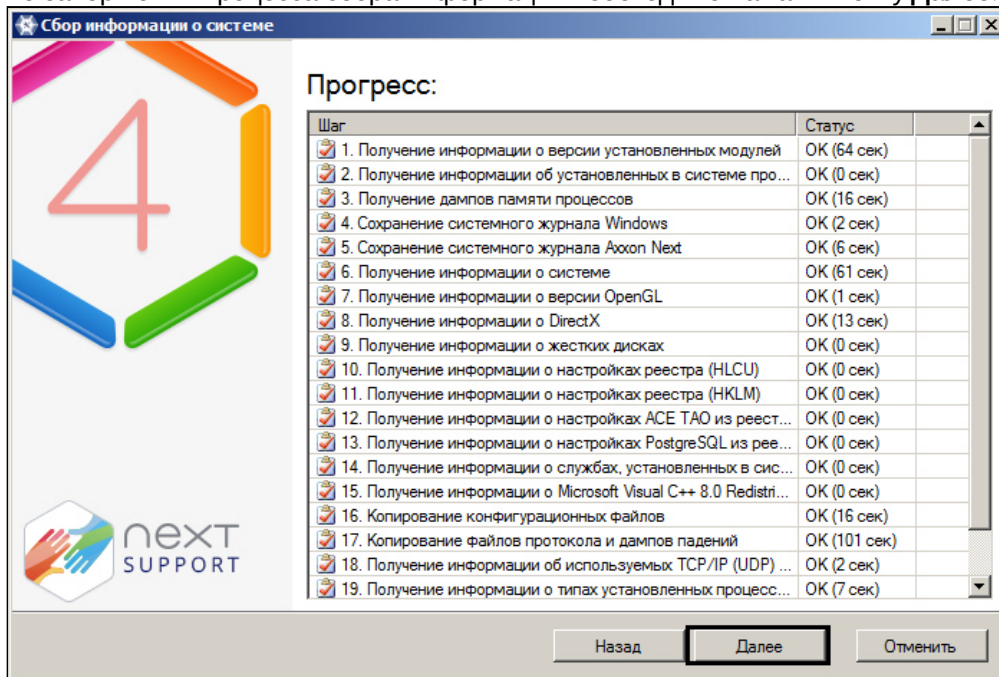 Сбор информации о системе
4
Прогресс:
Шаг Статус
1. Получение информации о версии установленных модулей OK (64 сек)
2. Получение информации об установленных в системе про... OK (0 сек)
3. Получение дампов памяти процессов OK (16 сек)
4. Сохранение системного журнала Windows OK (2 сек)
5. Сохранение системного журнала Axxon Next OK (6 сек)
6. Получение информации о системе OK (61 сек)
7. Получение информации о версии OpenGL OK (1 сек)
8. Получение информации о DirectX OK (13 сек)
9. Получение информации о жестких дисках OK (0 сек)
10. Получение информации о настройках реестра (HLCU) OK (0 сек)
11. Получение информации о настройках реестра (HKLM) OK (0 сек)
12. Получение информации о настройках ACE TAO из реест... OK (0 сек)
13. Получение информации о настройках PostgreSQL из рее... OK (0 сек)
14. Получение информации о службах, установленных в сис... OK (0 сек)
15. Получение информации о Microsoft Visual C++ 8.0 Redistri... OK (0 сек)
16. Копирование конфигурационных файлов OK (16 сек)
17. Копирование файлов протокола и дампов падений OK (101 сек)
18. Получение информации об используемых TCP/IP (UDP) ... OK (2 сек)
19. Получение информации о типах установленных процесс... OK (7 сек)
next
SUPPORT
Назад Далее Отменить